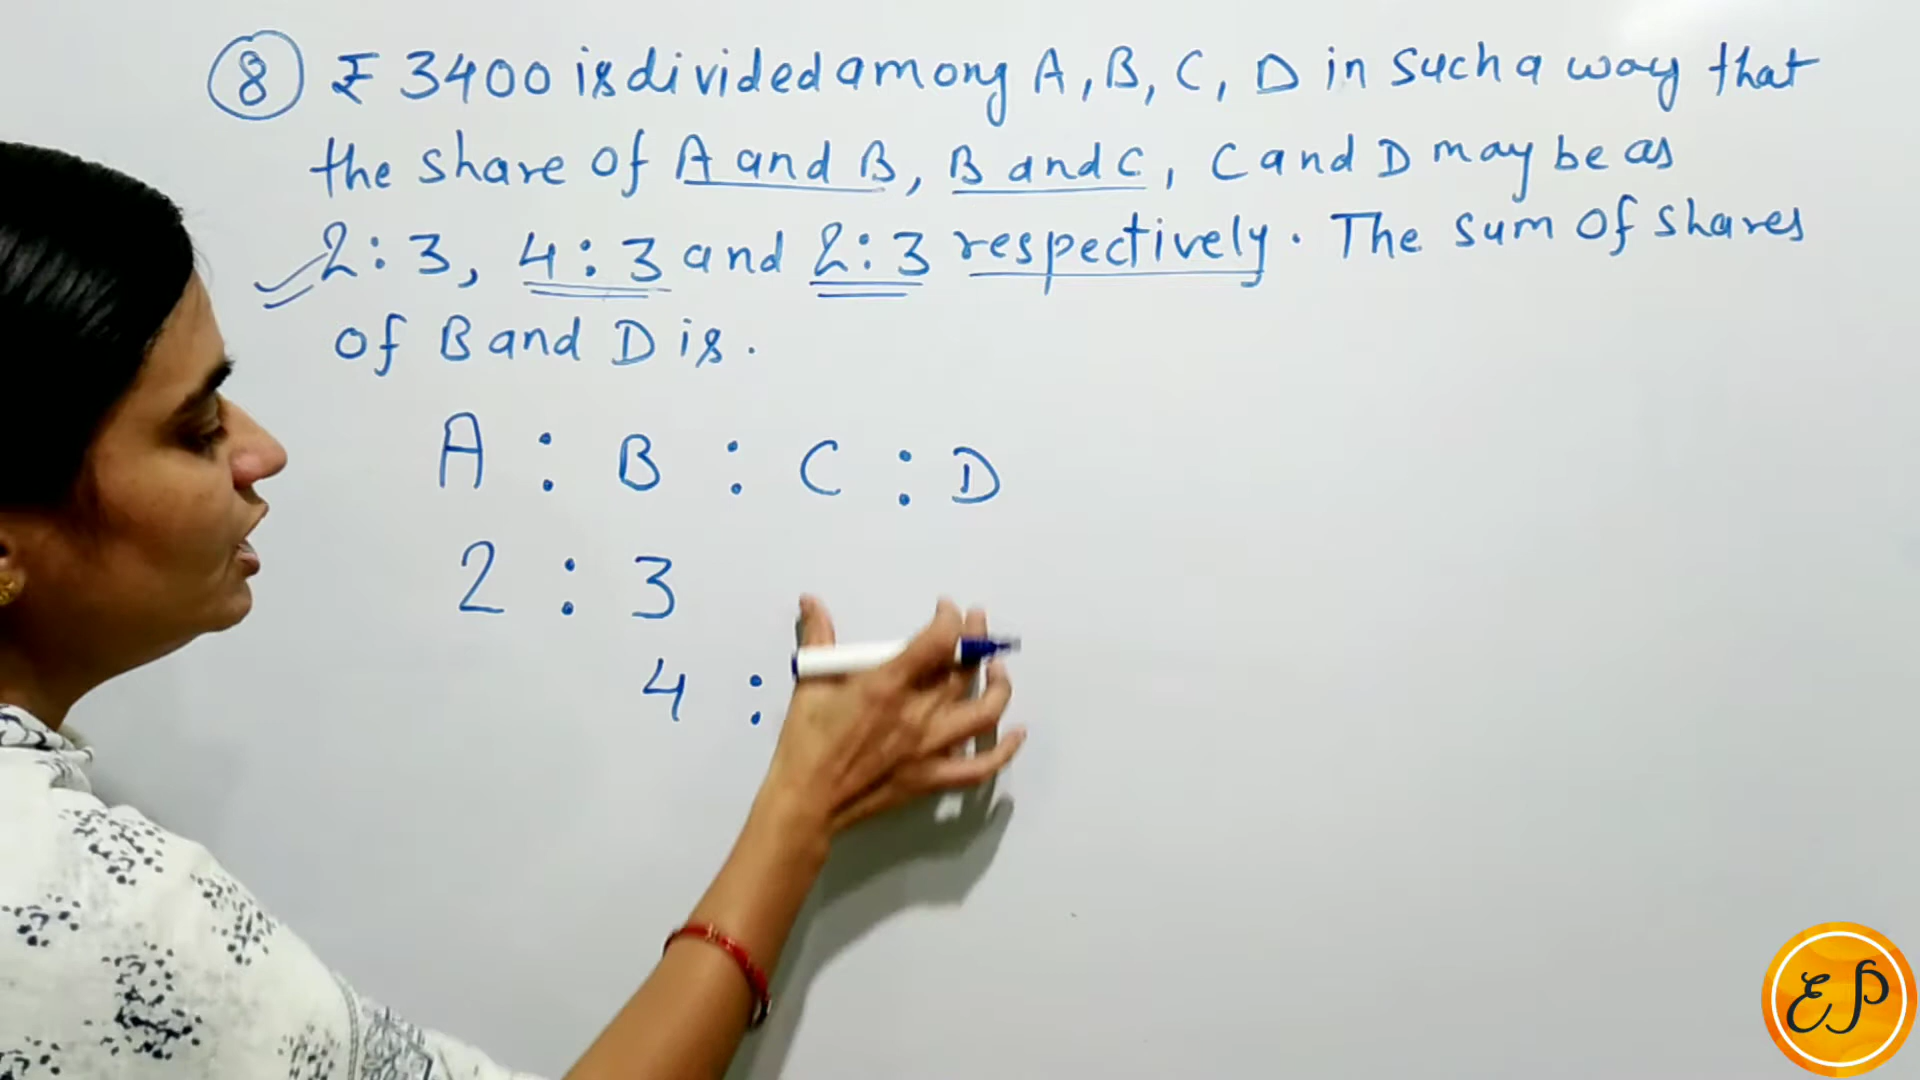 8 ₹ 3400 is divided among A, B, C, D in such a way that
the share of A and B, B and C, C and D may be as
2:3, 4:3 and 2:3 respectively. The sum of shares
of B and D is.
A : B : C : D
2 : 3
4 :
EP